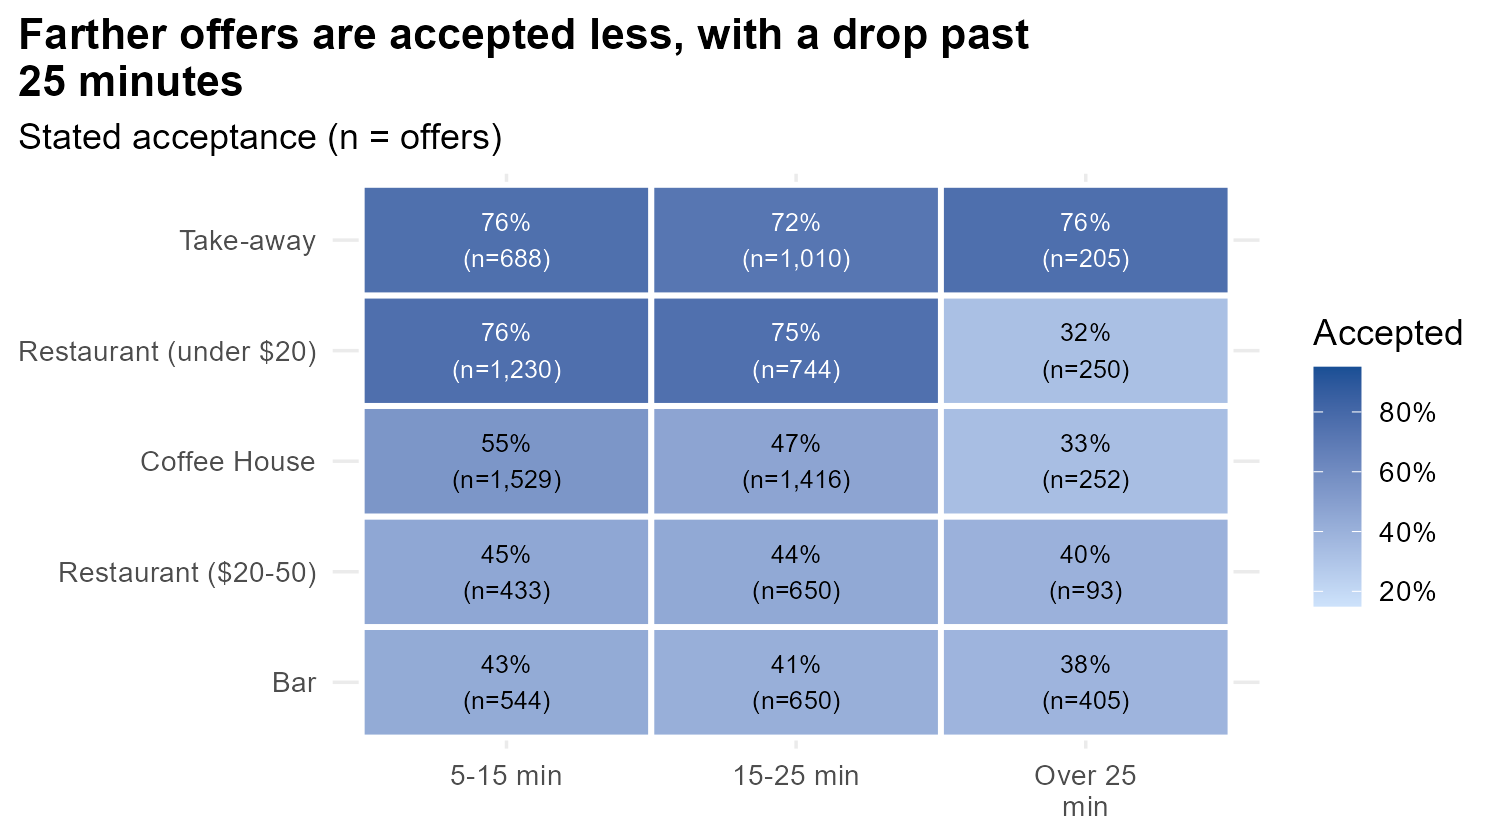 Farther offers are accepted less, with a drop past
25 minutes
Stated acceptance (n = offers)
Take-away
76%
(n=688)
72%
(n=1,010)
76%
(n=205)
Restaurant (under $20)
76%
(n=1,230)
75%
(n=744)
32%
(n=250)
Coffee House
55%
(n=1,529)
47%
(n=1,416)
33%
(n=252)
Restaurant ($20-50)
45%
(n=433)
44%
(n=650)
40%
(n=93)
Bar
43%
(n=544)
41%
(n=650)
38%
(n=405)
5-15 min
15-25 min
Over 25
min
Accepted
80%
60%
40%
20%